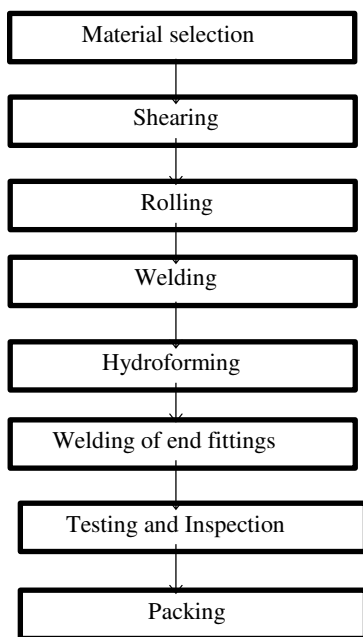 Material selection
Shearing
Rolling
Welding
Hydroforming
Welding of end fittings
Testing and Inspection
Packing